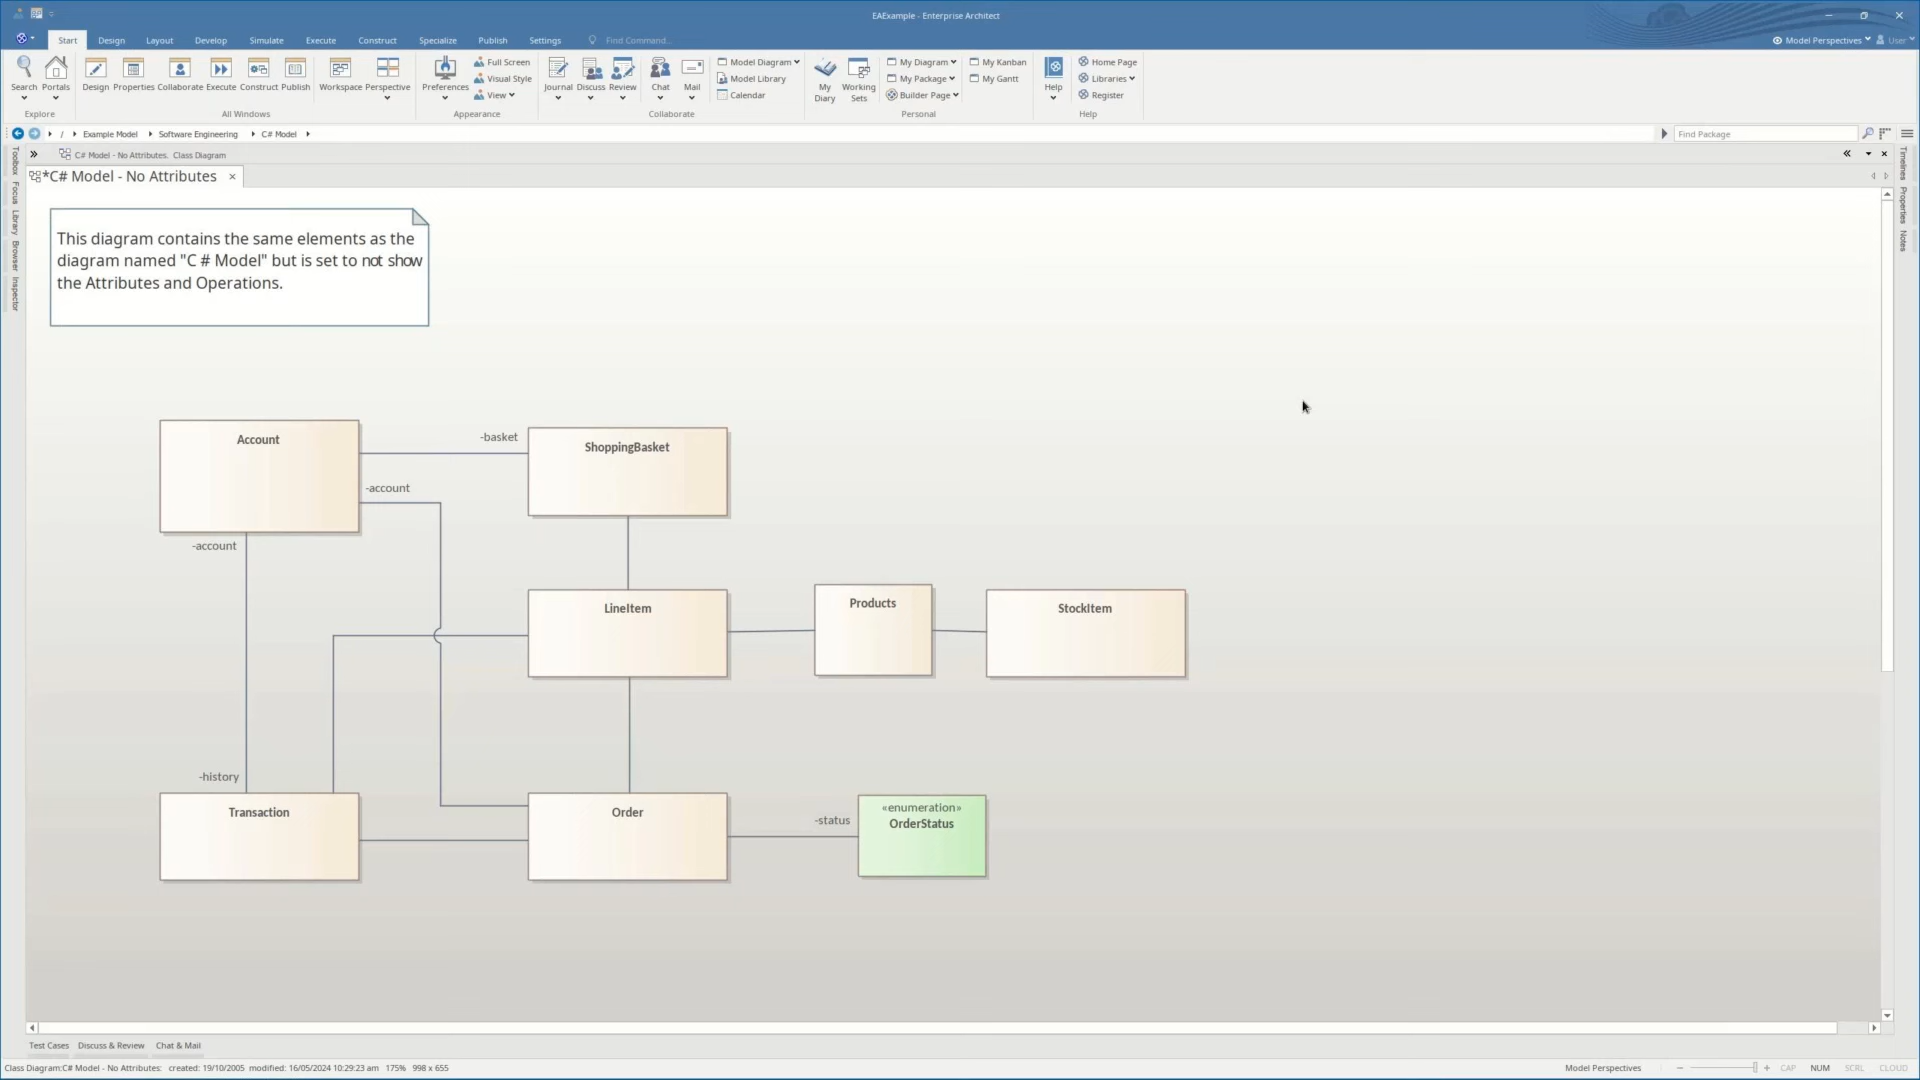 EAExample - Enterprise Architect
Start
Design
Layout
Develop
Simulate
Execute
Construct
Specialize
Publish
Settings
Find Command...
Model Perspectives
User
Search
Portals
Explore
Design
Properties
Collaborate
Execute
Construct
Publish
Workspace
Perspective
All Windows
Preferences
Full Screen
Visual Style
View
Appearance
Journal
Discuss
Review
Chat
Mail
Model Diagram
Model Library
Calendar
Collaborate
My Diary
Working Sets
My Diagram
My Package
Builder Page
My Kanban
My Gantt
Personal
Help
Home Page
Libraries
Register
Help
/
Example Model
Software Engineering
C# Model
Find Package
C# Model - No Attributes. Class Diagram
*C# Model - No Attributes
Toolbox
Focus
Library
Browser
Inspector
Timelines
Properties
Notes
This diagram contains the same elements as the
diagram named "C # Model" but is set to not show
the Attributes and Operations.
Account
-basket
ShoppingBasket
-account
-account
LineItem
Products
StockItem
-history
Transaction
Order
-status
«enumeration»
OrderStatus
Test Cases
Discuss & Review
Chat & Mail
Class Diagram:C# Model - No Attributes: created: 19/10/2005 modified: 16/05/2024 10:29:23 am 175% 998 x 655
Model Perspectives
CAP
NUM
SCRL
CLOUD